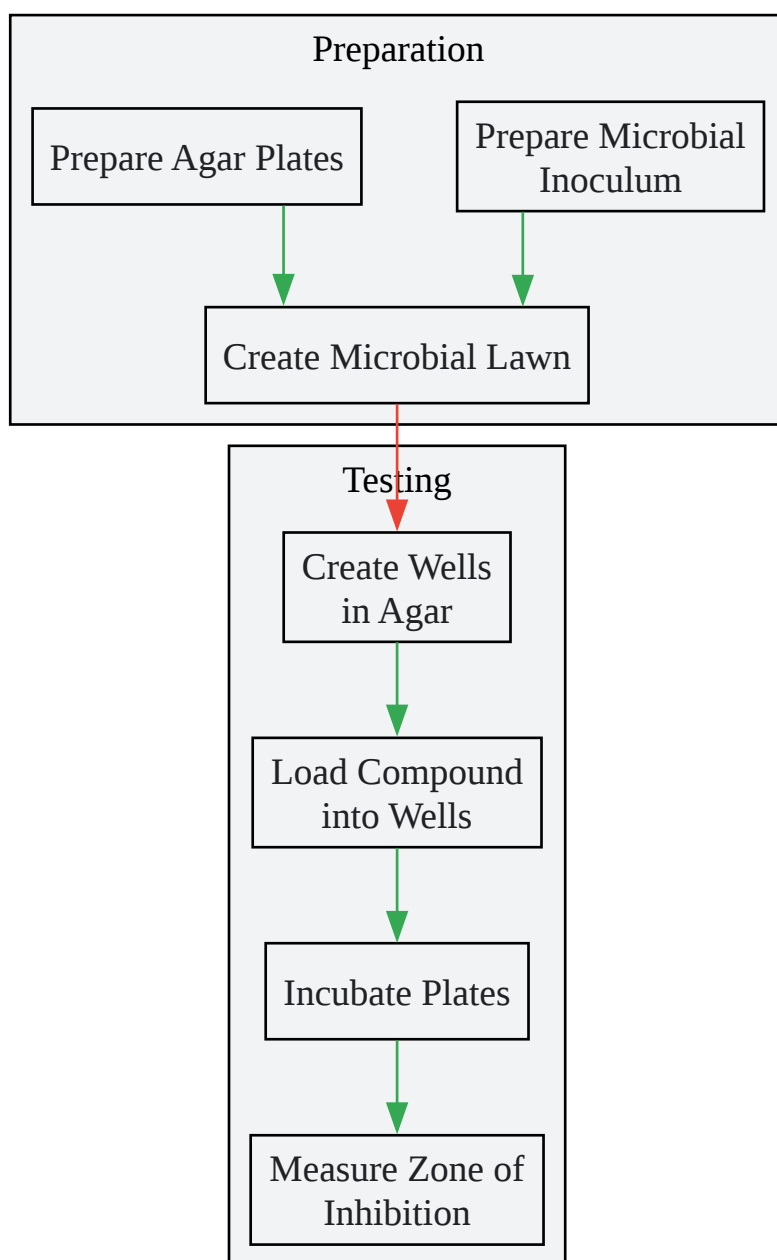 Preparation
Prepare Agar Plates
Prepare Microbial
Inoculum
Create Microbial Lawn
Testing
Create Wells
in Agar
Load Compound
into Wells
Incubate Plates
Measure Zone of
Inhibition